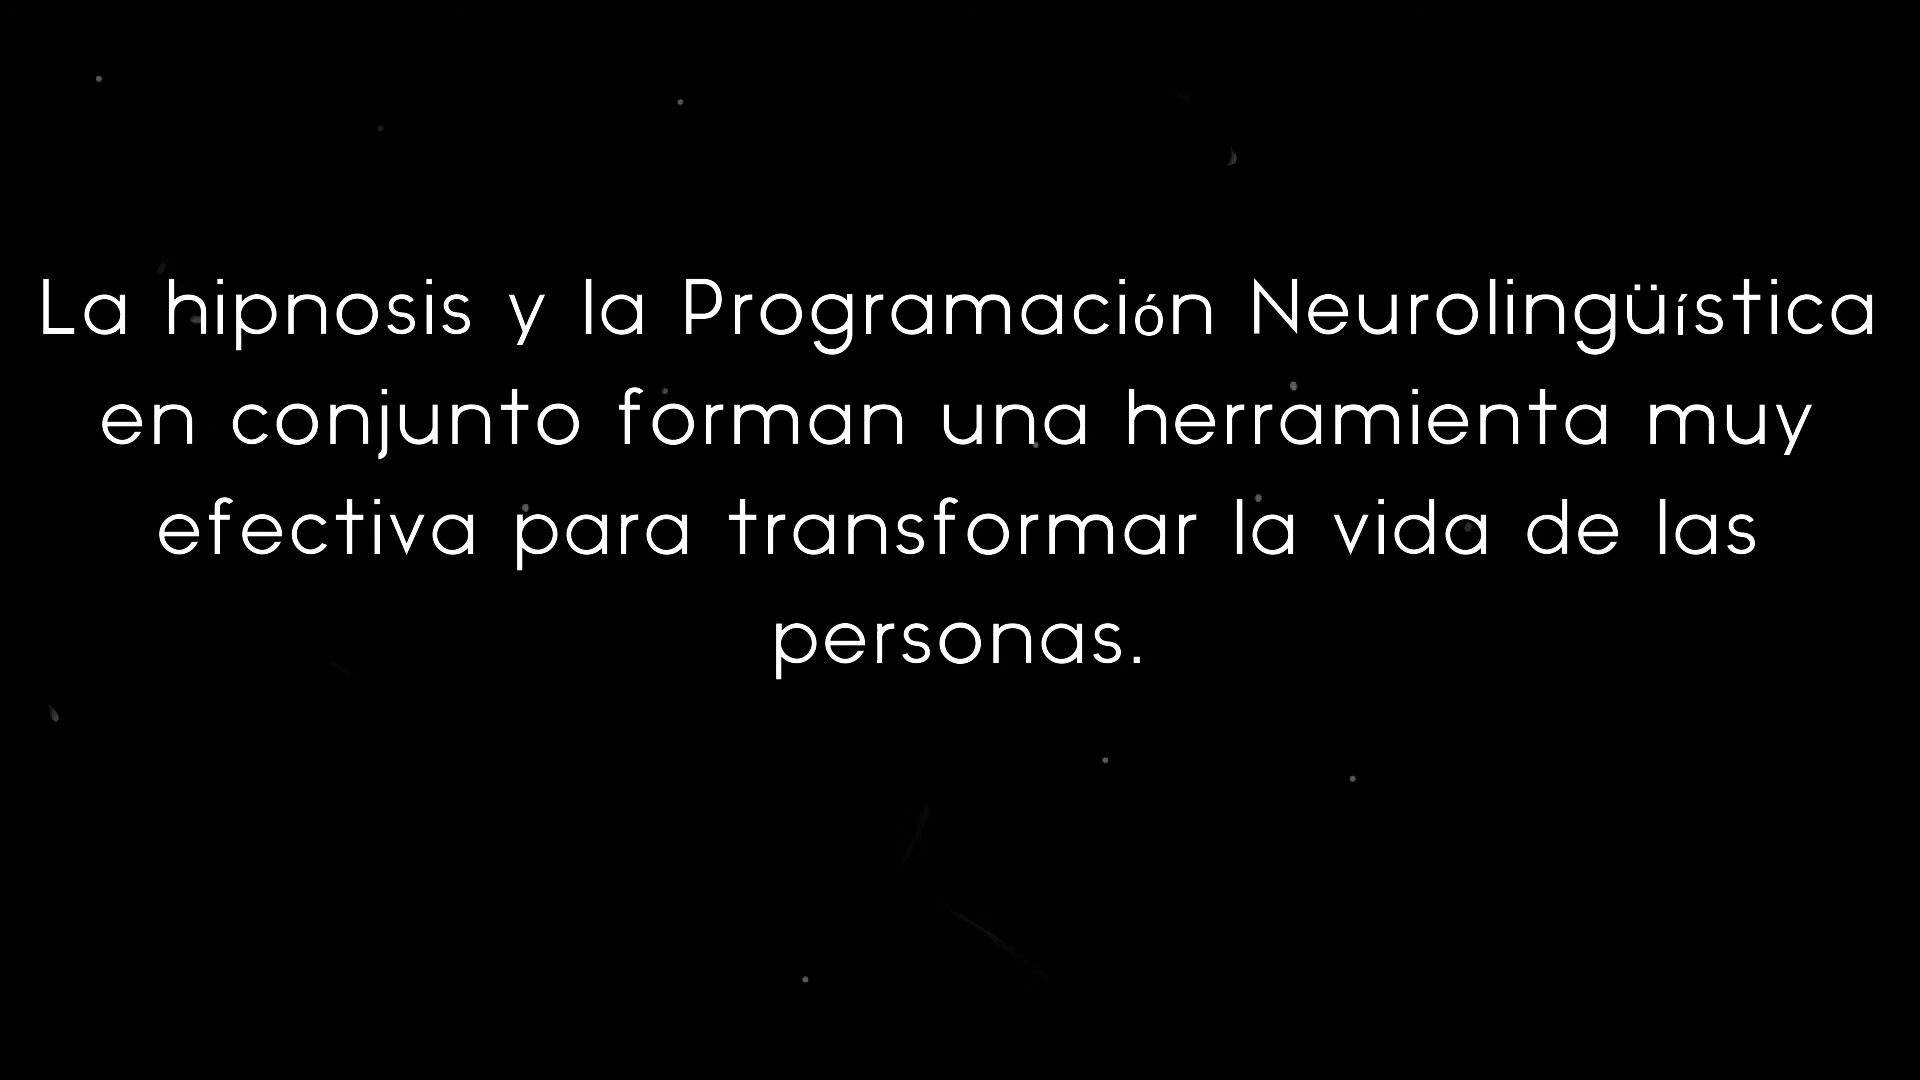 La hipnosis y la Programación Neurolingüística
en conjunto forman una herramienta muy
efectiva para transformar la vida de las
personas.